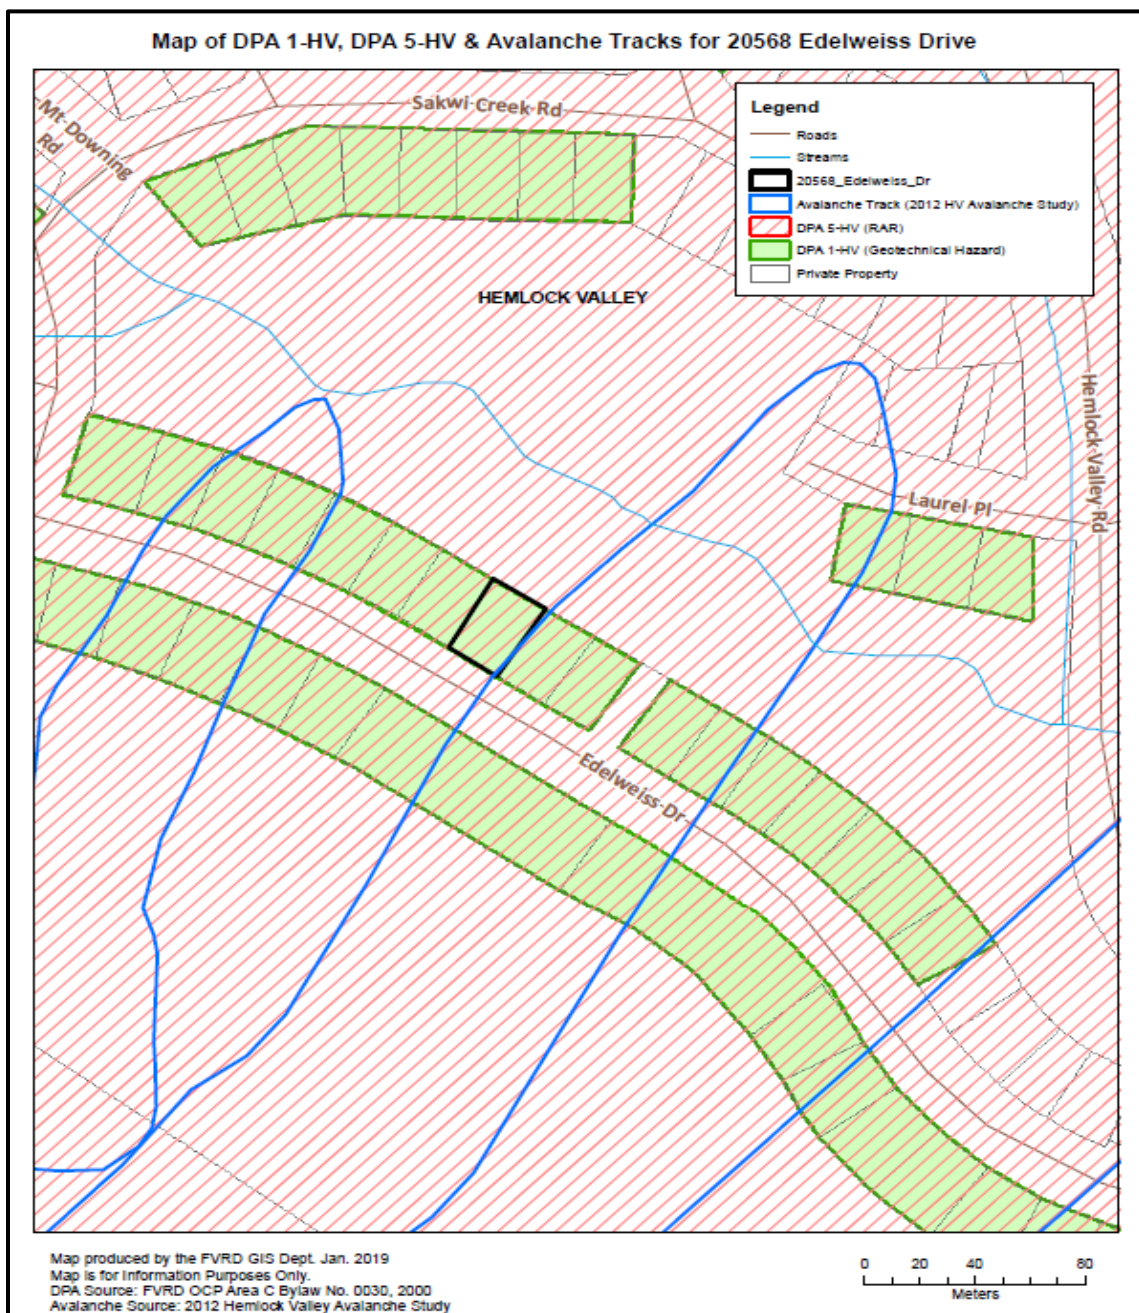 Map of DPA 1-HV, DPA 5-HV & Avalanche Tracks for 20568 Edelweiss Drive
Sakwi Creek Rd
Mt Downing
Rd
Legend
Roads
Streams
20568_Edelweiss_Dr
Avalanche Track (2012 HV Avalanche Study)
DPA 5-HV (RAR)
DPA 1-HV (Geotechnical Hazard)
Private Property
HEMLOCK VALLEY
Hemlock Valley Rd
Laurel Pl
Edelweiss Dr
Map produced by the FVRD GIS Dept. Jan. 2019
Map is for Information Purposes Only.
DPA Source: FVRD OCP Area C Bylaw No. 0030, 2000
Avalanche Source: 2012 Hemlock Valley Avalanche Study
0 20 40 80
Meters